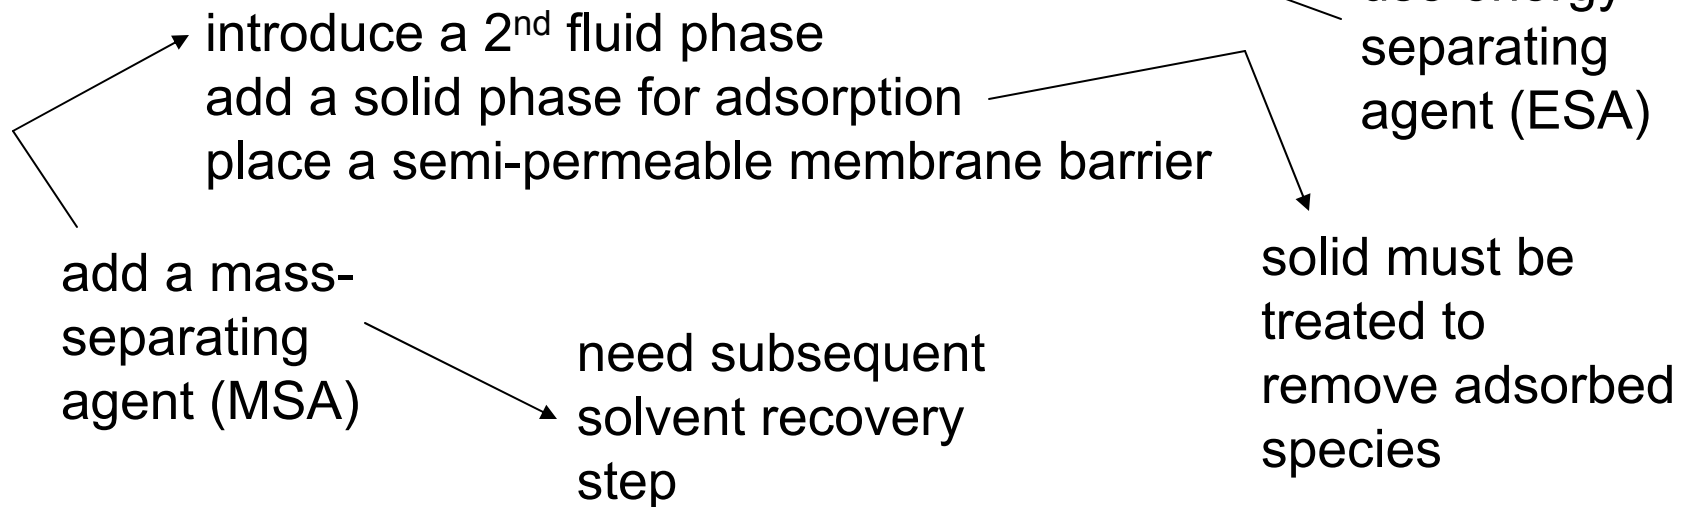 introduce a 2nd fluid phase
add a solid phase for adsorption
place a semi-permeable membrane barrier
separating
agent (ESA)
add a mass-
separating
agent (MSA)
need subsequent
solvent recovery
step
solid must be
treated to
remove adsorbed
species